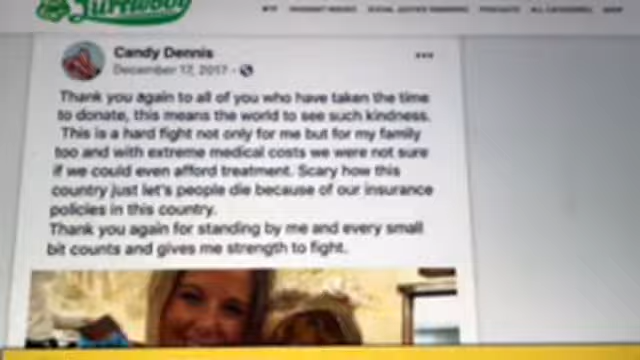 Candy Dennis
December 17, 2017
Thank you again to all of you who have taken the time
to donate, this means the world to see such kindness.
This is a hard fight not only for me but for my family
too and with extreme medical costs we were not sure
if we could even afford treatment. Scary how this
country just let's people die because of our insurance
policies in this country.
Thank you again for standing by me and every small
bit counts and gives me strength to fight.